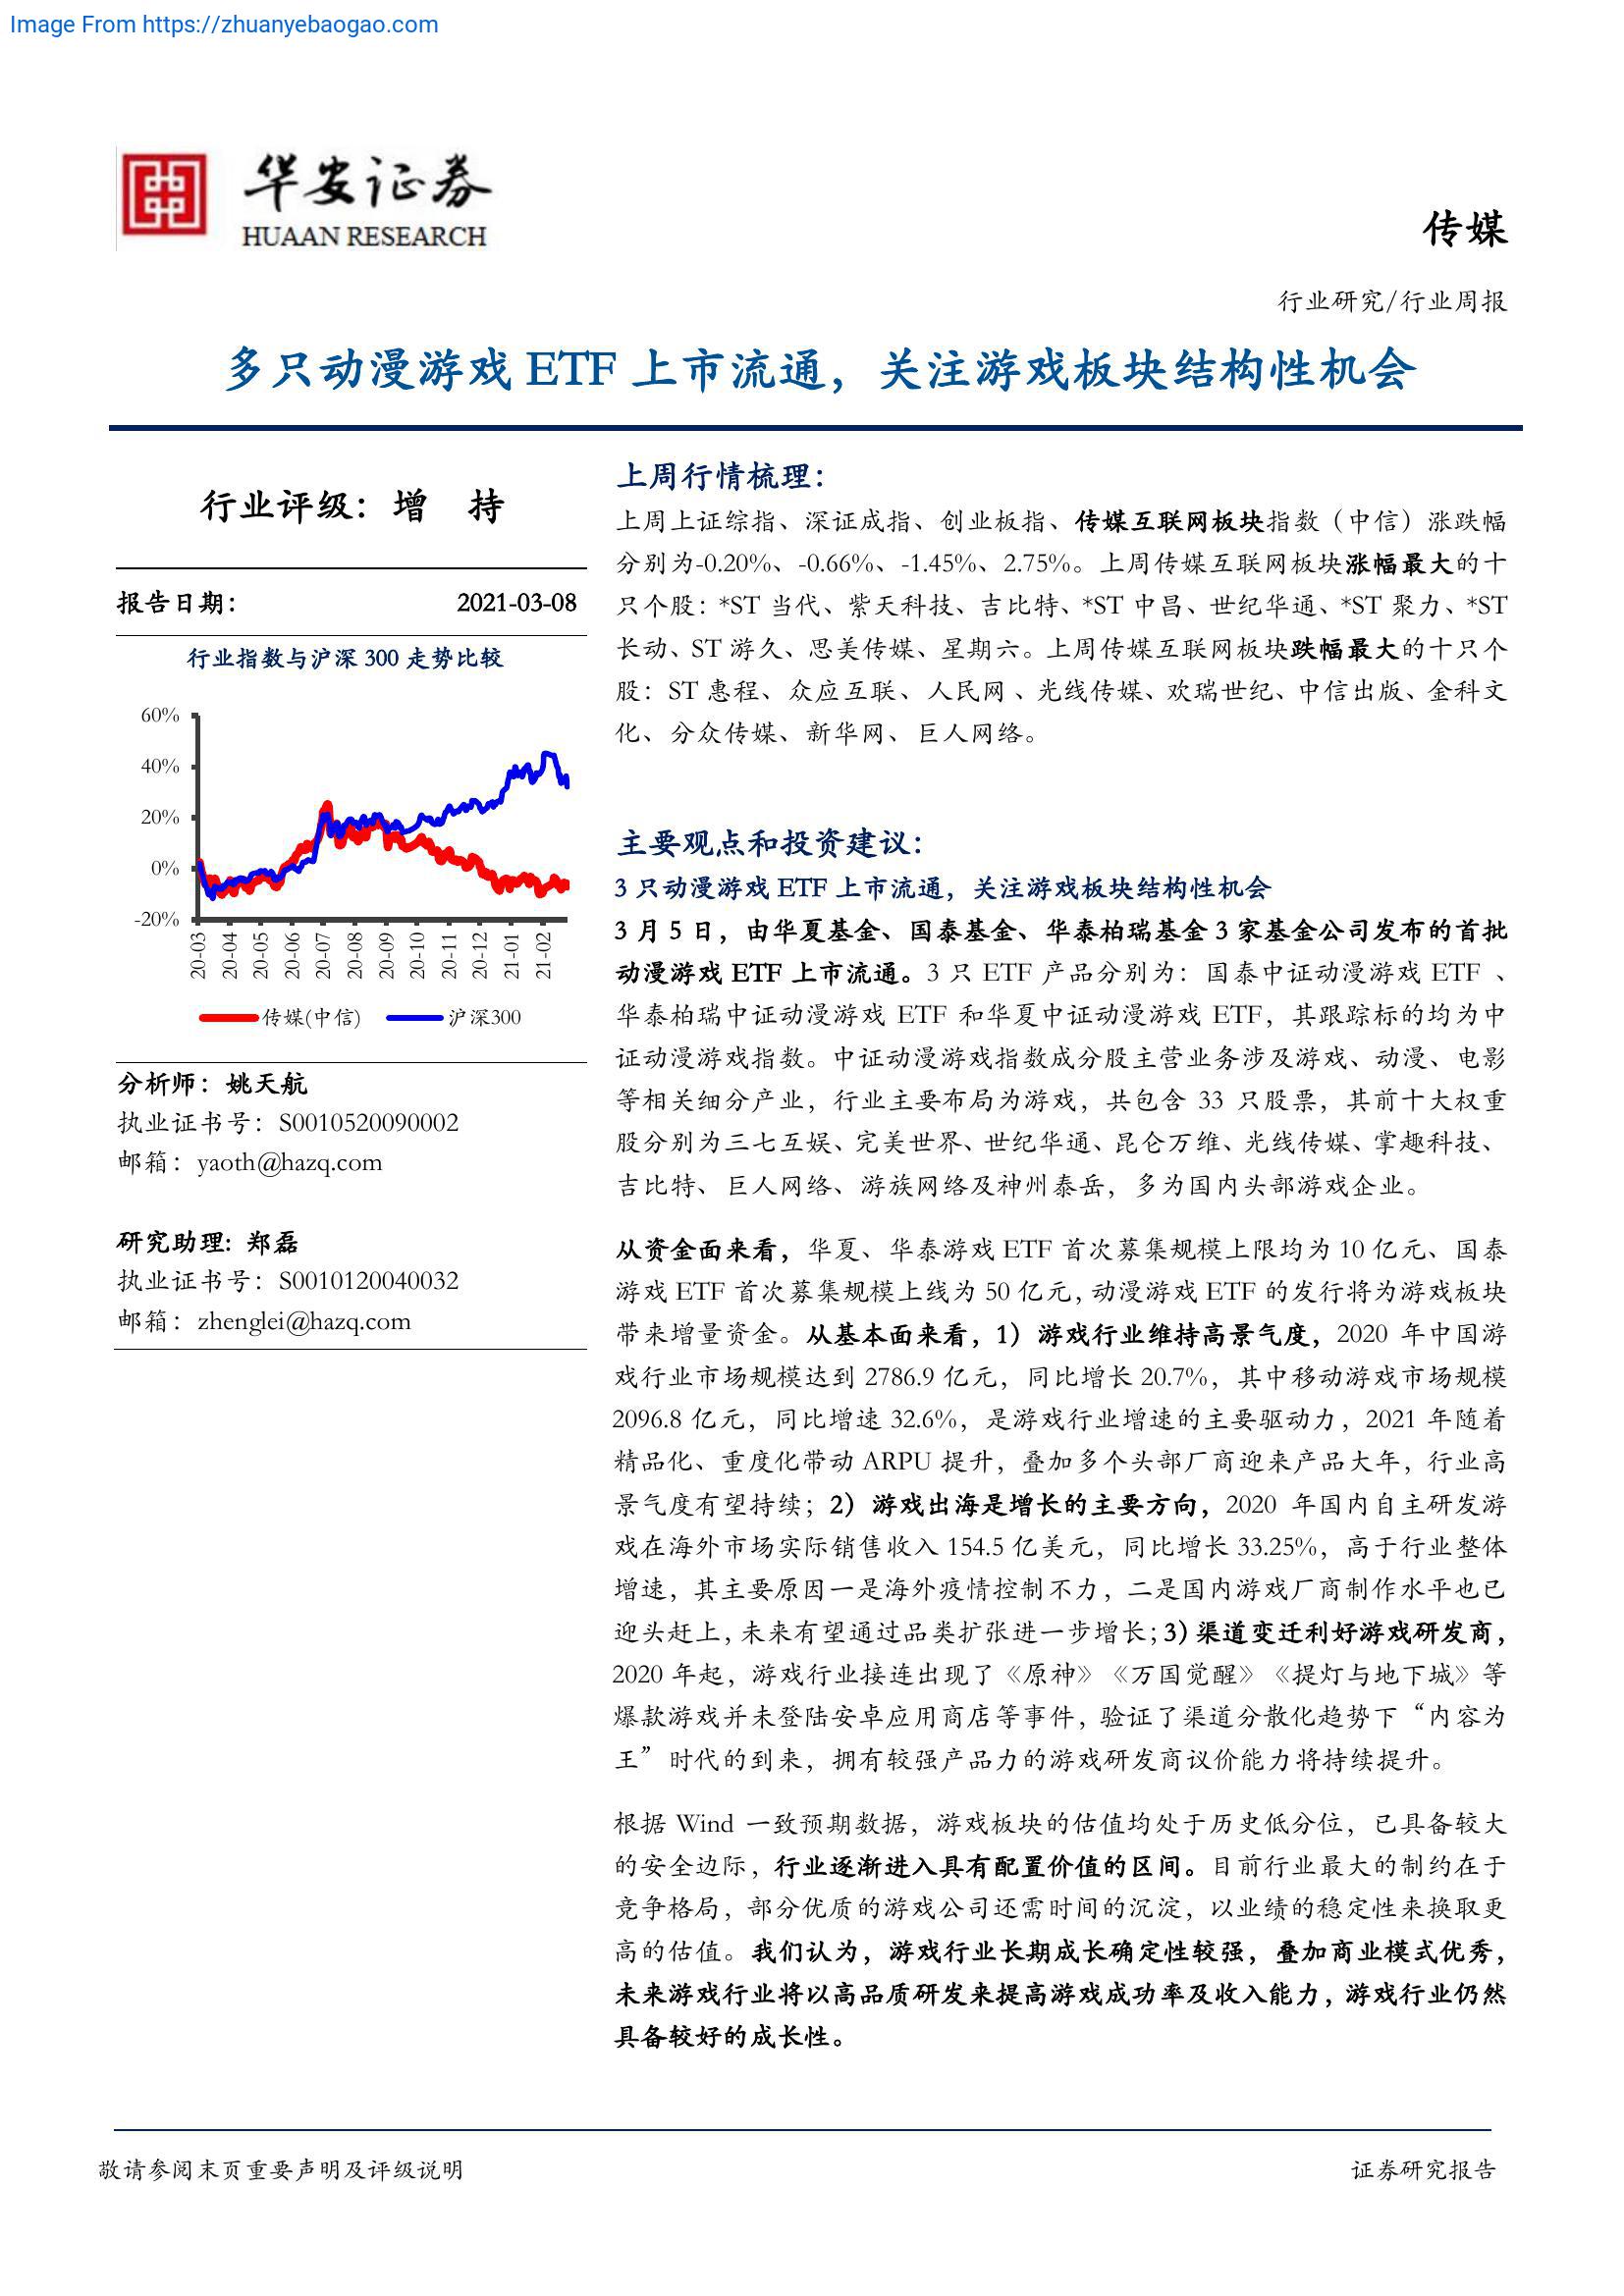 Image From https://zhuanyebaogao.com
华安证券
HUAAN RESEARCH
传媒
行业研究/行业周报
多只动漫游戏 ETF 上市流通，关注游戏板块结构性机会
行业评级：增 持
报告日期： 2021-03-08
行业指数与沪深 300 走势比较
60%
40%
20%
0%
-20%
20-03
20-04
20-05
20-06
20-07
20-08
20-09
20-10
20-11
20-12
21-01
21-02
传媒(中信) 沪深300
分析师：姚天航
执业证书号：S0010520090002
邮箱：yaoth@hazq.com
研究助理：郑磊
执业证书号：S0010120040032
邮箱：zhenglei@hazq.com
上周行情梳理：
上周上证综指、深证成指、创业板指、传媒互联网板块指数（中信）涨跌幅
分别为-0.20%、-0.66%、-1.45%、2.75%。上周传媒互联网板块涨幅最大的十
只个股：*ST 当代、紫天科技、吉比特、*ST 中昌、世纪华通、*ST 聚力、*ST
长动、ST 游久、思美传媒、星期六。上周传媒互联网板块跌幅最大的十只个
股：ST 惠程、众应互联、人民网 、光线传媒、欢瑞世纪、中信出版、金科文
化、分众传媒、新华网、巨人网络。
主要观点和投资建议：
3 只动漫游戏 ETF 上市流通，关注游戏板块结构性机会
3 月 5 日，由华夏基金、国泰基金、华泰柏瑞基金 3 家基金公司发布的首批
动漫游戏 ETF 上市流通。3 只 ETF 产品分别为：国泰中证动漫游戏 ETF 、
华泰柏瑞中证动漫游戏 ETF 和华夏中证动漫游戏 ETF，其跟踪标的均为中
证动漫游戏指数。中证动漫游戏指数成分股主营业务涉及游戏、动漫、电影
等相关细分产业，行业主要布局为游戏，共包含 33 只股票，其前十大权重
股分别为三七互娱、完美世界、世纪华通、昆仑万维、光线传媒、掌趣科技、
吉比特、巨人网络、游族网络及神州泰岳，多为国内头部游戏企业。
从资金面来看，华夏、华泰游戏 ETF 首次募集规模上限均为 10 亿元、国泰
游戏 ETF 首次募集规模上线为 50 亿元，动漫游戏 ETF 的发行将为游戏板块
带来增量资金。从基本面来看，1）游戏行业维持高景气度，2020 年中国游
戏行业市场规模达到 2786.9 亿元，同比增长 20.7%，其中移动游戏市场规模
2096.8 亿元，同比增速 32.6%，是游戏行业增速的主要驱动力，2021 年随着
精品化、重度化带动 ARPU 提升，叠加多个头部厂商迎来产品大年，行业高
景气度有望持续；2）游戏出海是增长的主要方向，2020 年国内自主研发游
戏在海外市场实际销售收入 154.5 亿美元，同比增长 33.25%，高于行业整体
增速，其主要原因一是海外疫情控制不力，二是国内游戏厂商制作水平也已
迎头赶上，未来有望通过品类扩张进一步增长；3）渠道变迁利好游戏研发商，
2020 年起，游戏行业接连出现了《原神》《万国觉醒》《提灯与地下城》等
爆款游戏并未登陆安卓应用商店等事件，验证了渠道分散化趋势下“内容为
王”时代的到来，拥有较强产品力的游戏研发商议价能力将持续提升。
根据 Wind 一致预期数据，游戏板块的估值均处于历史低分位，已具备较大
的安全边际，行业逐渐进入具有配置价值的区间。目前行业最大的制约在于
竞争格局，部分优质的游戏公司还需时间的沉淀，以业绩的稳定性来换取更
高的估值。我们认为，游戏行业长期成长确定性较强，叠加商业模式优秀，
未来游戏行业将以高品质研发来提高游戏成功率及收入能力，游戏行业仍然
具备较好的成长性。
敬请参阅末页重要声明及评级说明 证券研究报告